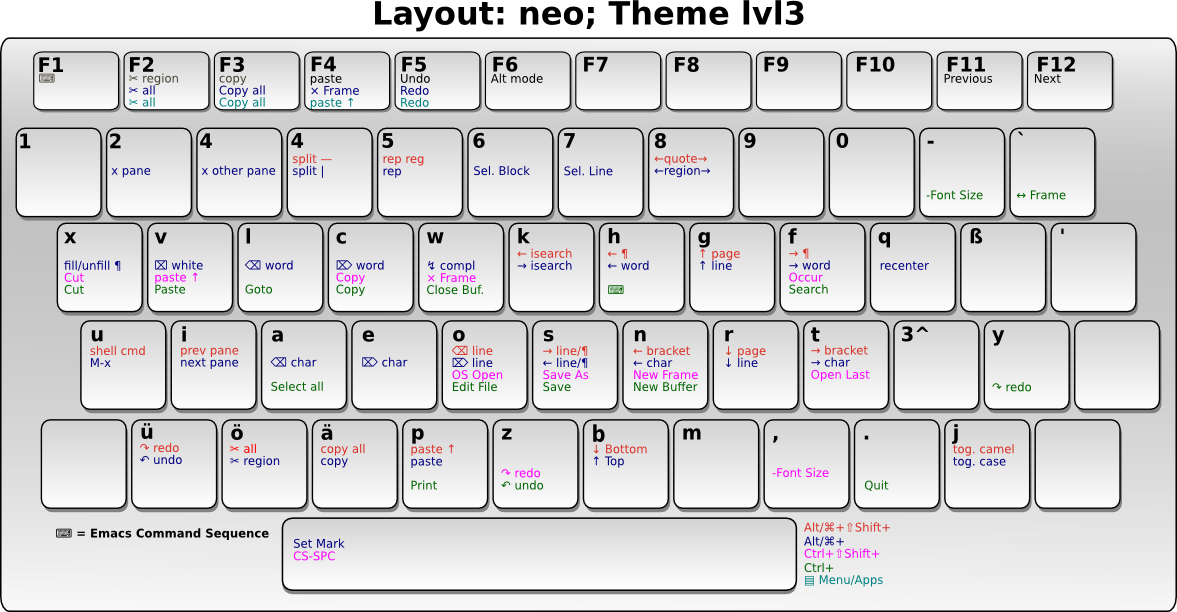 Layout: neo; Theme lvl3
F1
⌨
F2
✂ region
✂ all
✂ all
F3
copy
Copy all
Copy all
F4
paste
× Frame
paste ↑
F5
Undo
Redo
Redo
F6
Alt mode
F7
F8
F9
F10
F11
Previous
F12
Next
1
2
x pane
4
x other pane
4
split —
split |
5
rep reg
rep
6
Sel. Block
7
Sel. Line
8
←quote→
←region→
9
0
-
-Font Size
`
↔ Frame
x
fill/unfill ¶
Cut
Cut
v
⌧ white
paste ↑
Paste
l
⌫ word
Goto
c
⌦ word
Copy
Copy
w
↯ compl
× Frame
Close Buf.
k
← isearch
→ isearch
h
← ¶
← word
⌨
g
↑ page
↑ line
f
→ ¶
→ word
Occur
Search
q
recenter
ß
'
u
shell cmd
M-x
i
prev pane
next pane
a
⌫ char
Select all
e
⌦ char
o
⌫ line
⌦ line
OS Open
Edit File
s
→ line/¶
← line/¶
Save As
Save
n
← bracket
← char
New Frame
New Buffer
r
↓ page
↓ line
t
→ bracket
→ char
Open Last
3^
y
↷ redo
ü
↷ redo
↶ undo
ö
✂ all
✂ region
ä
copy all
copy
p
paste ↑
paste
Print
z
↷ redo
↶ undo
b
↓ Bottom
↑ Top
m
,
-Font Size
.
Quit
j
tog. camel
tog. case
⌨ = Emacs Command Sequence
Set Mark
CS-SPC
Alt/⌘+⇧Shift+
Alt/⌘+
Ctrl+⇧Shift+
Ctrl+
▤ Menu/Apps